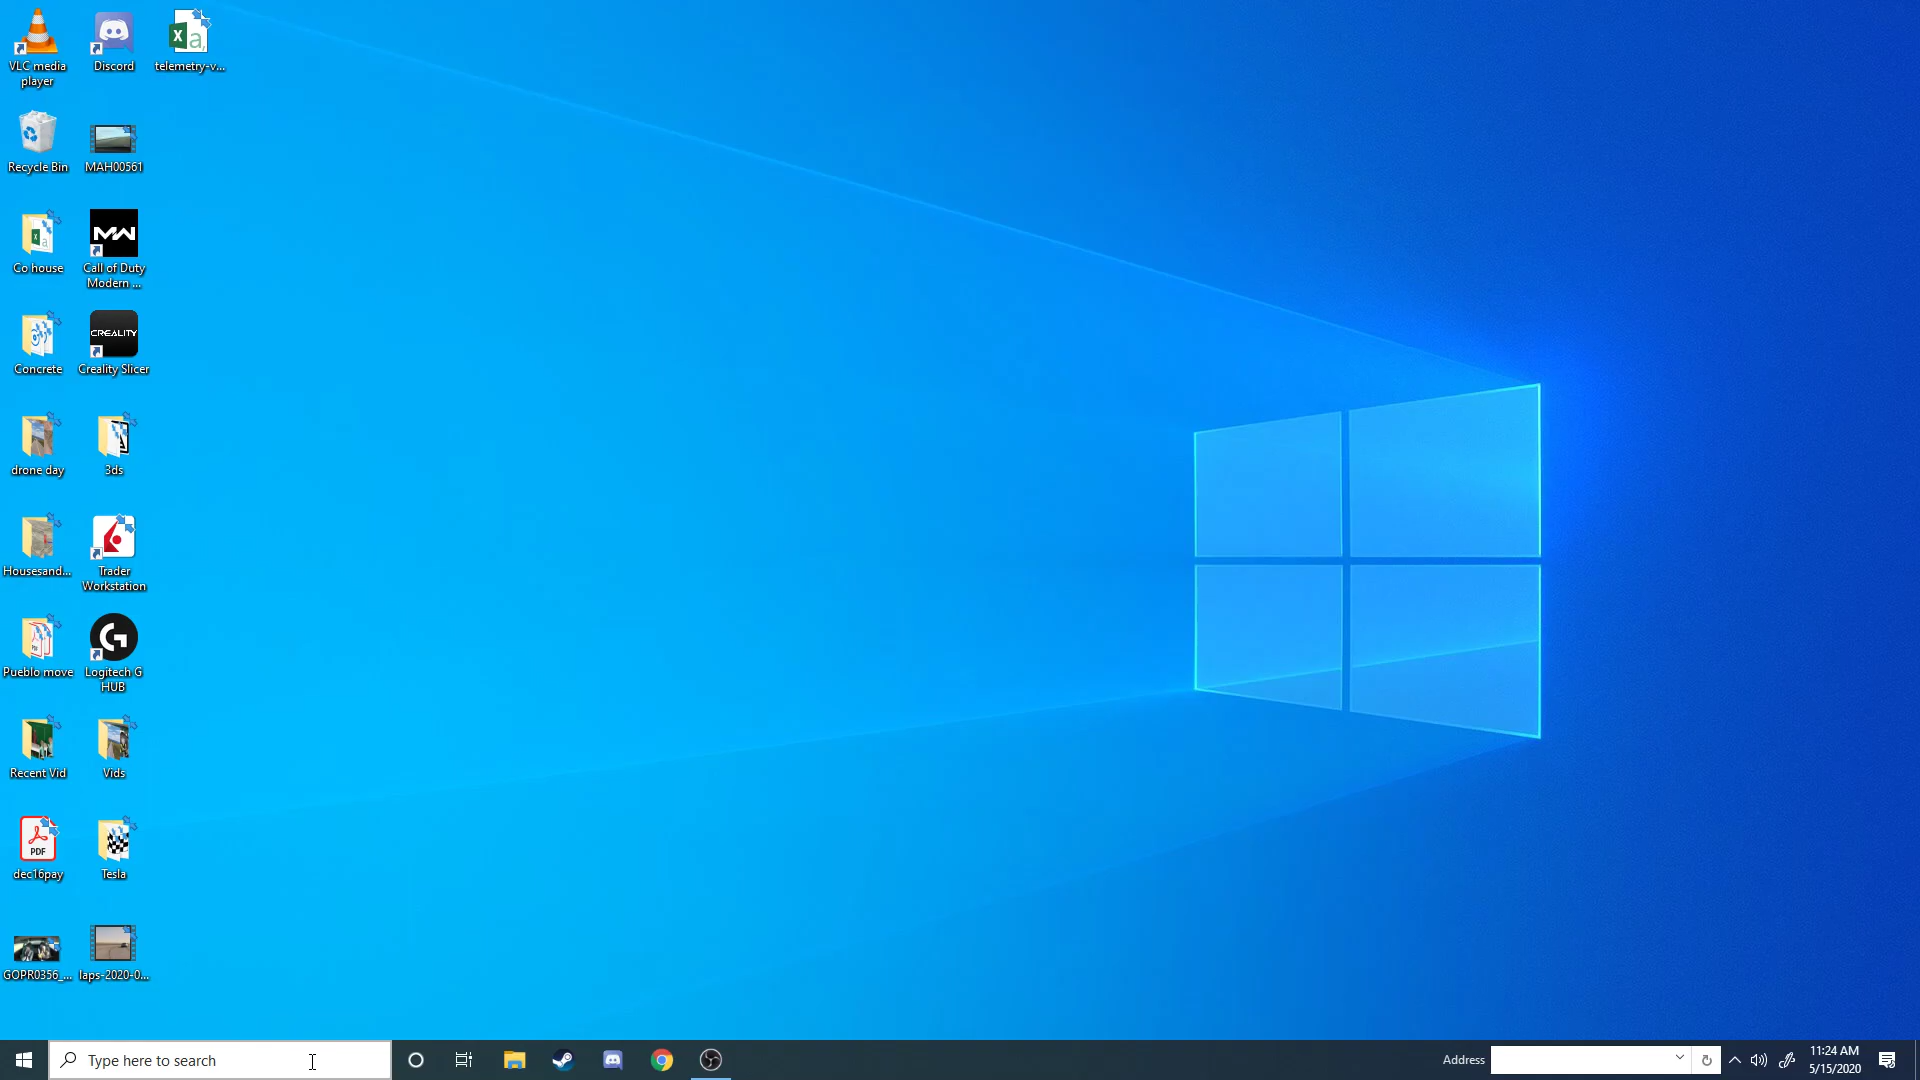 VLC media
player
Discord
X a,
telemetry-v...
Recycle Bin
MAH00561
Co house
MW
Call of Duty
Modern ...
Concrete
CREALITY
Creality Slicer
drone day
3ds
Housesand...
Trader
Workstation
Pueblo move
G
Logitech G
HUB
Recent Vid
Vids
PDF
dec16pay
Tesla
GOPR0356_...
laps-2020-0...
Type here to search
Address
11:24 AM
5/15/2020